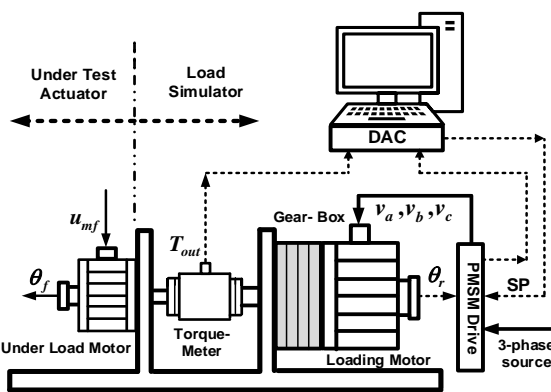 Under Test
Actuator
Load
Simulator
DAC
u_mf
T_out
Gear- Box
v_a ,v_b ,v_c
θ_f
θ_r
PMSM Drive
SP
Torque-
Meter
Under Load Motor
Loading Motor
3-phase
source